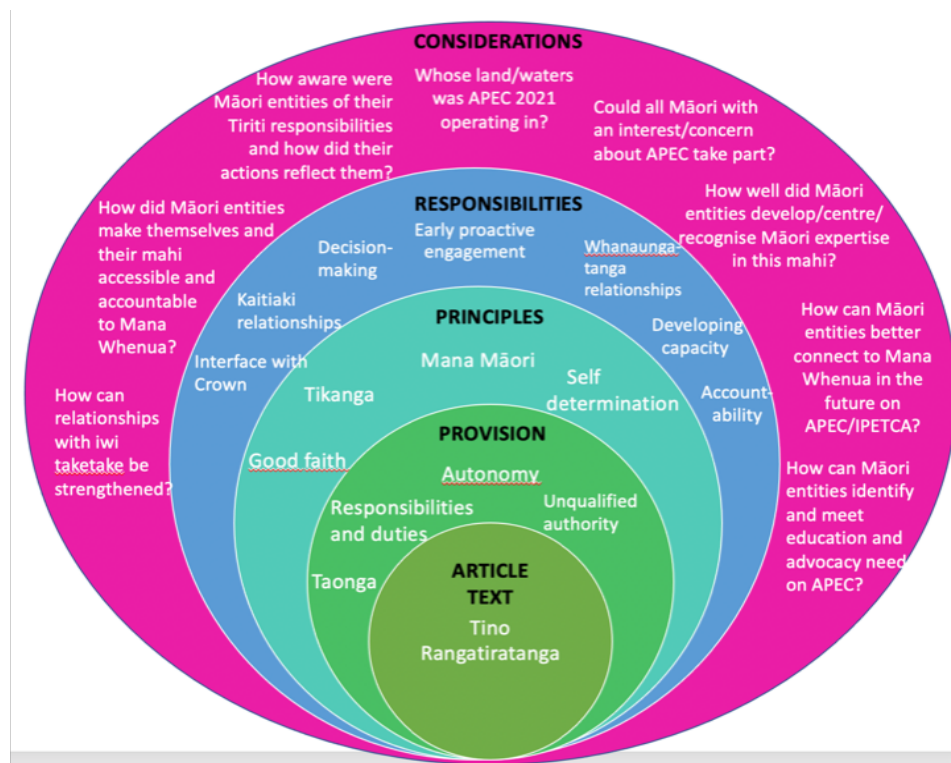 CONSIDERATIONS
How aware were
Māori entities of their
Tiriti responsibilities
and how did their
actions reflect them?
Whose land/waters
was APEC 2021
operating in?
Could all Māori with
an interest/concern
about APEC take part?
How did Māori entities
make themselves and
their mahi
accessible and
accountable
to Mana
Whenua?
How well did Māori
entities develop/centre/
recognise Māori expertise
in this mahi?
How can
relationships
with iwi
taketake be
strengthened?
How can Māori
entities better
connect to Mana
Whenua in the
future on
APEC/IPETCA?
How can Māori
entities identify
and meet
education and
advocacy need
on APEC?
RESPONSIBILITIES
Early proactive
engagement
Decision-
making
Whanaunga-
tanga
relationships
Kaitiaki
relationships
Developing
capacity
Interface with
Crown
Account-
ability
PRINCIPLES
Mana Māori
Tikanga
Self
determination
Good faith
PROVISION
Autonomy
Responsibilities
and duties
Unqualified
authority
Taonga
ARTICLE
TEXT
Tino
Rangatiratanga